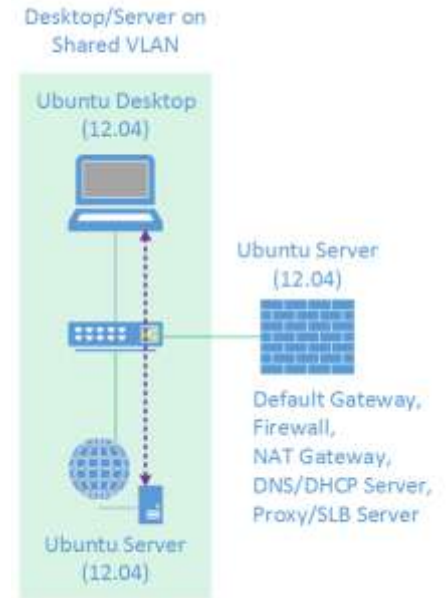 Desktop/Server on
Shared VLAN
Ubuntu Desktop
(12.04)
Ubuntu Server
(12.04)
Default Gateway,
Firewall,
NAT Gateway,
DNS/DHCP Server,
Proxy/SLB Server
Ubuntu Server
(12.04)